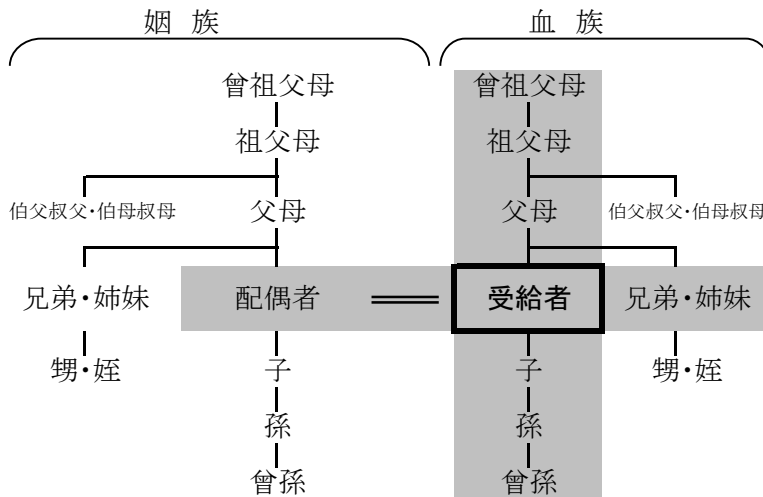 姻族 血族
曾祖父母 曾祖父母
祖父母 祖父母
伯父叔父・伯母叔母 父母 父母 伯父叔父・伯母叔母
兄弟・姉妹 配偶者 受給者 兄弟・姉妹
甥・姪 子 子 甥・姪
孫 孫
曾孫 曾孫